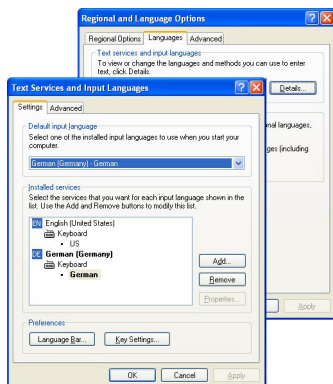 Regional and Language Options
Regional Options Languages Advanced
Text services and input languages
To view or change the languages and methods you can use to enter
text, click Details.
Details...
onal languages.
ges (including
Apply
Text Services and Input Languages
Settings Advanced
Default input language
Select one of the installed input languages to use when you start your
computer.
German (Germany) - German
Installed services
Select the services that you want for each input language shown in the
list. Use the Add and Remove buttons to modify this list.
EN English (United States)
Keyboard
• US
DE German (Germany)
Keyboard
• German
Add...
Remove
Properties...
Preferences
Language Bar... Key Settings...
OK Cancel Apply